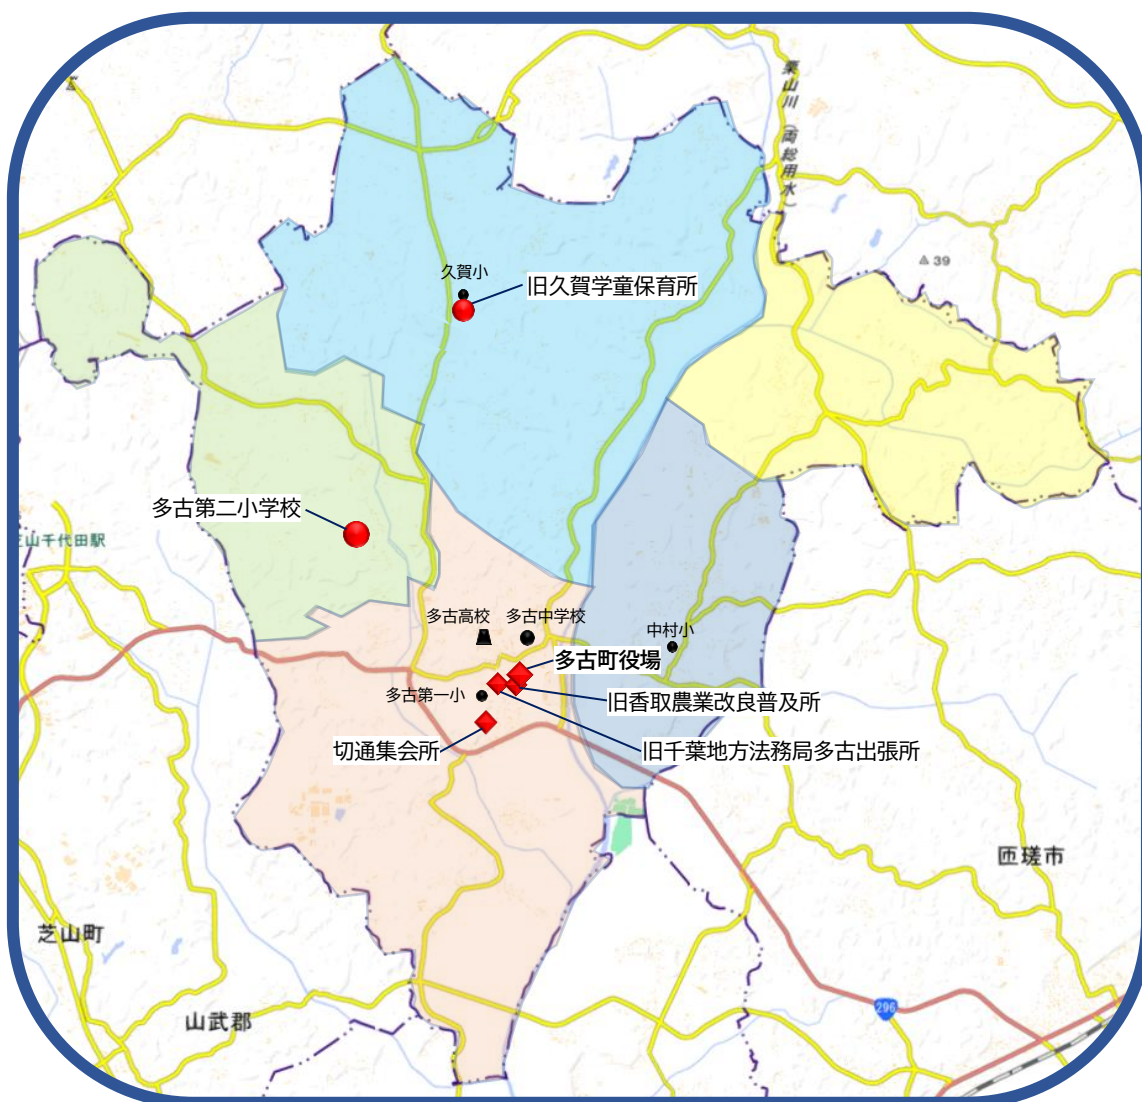 栗山川(両総用水)
39
久賀小
旧久賀学童保育所
多古第二小学校
山千代田駅
多古高校
多古中学校
中村小
多古町役場
多古第一小
旧香取農業改良普及所
切通集会所
旧千葉地方法務局多古出張所
匝瑳市
芝山町
山武郡
296